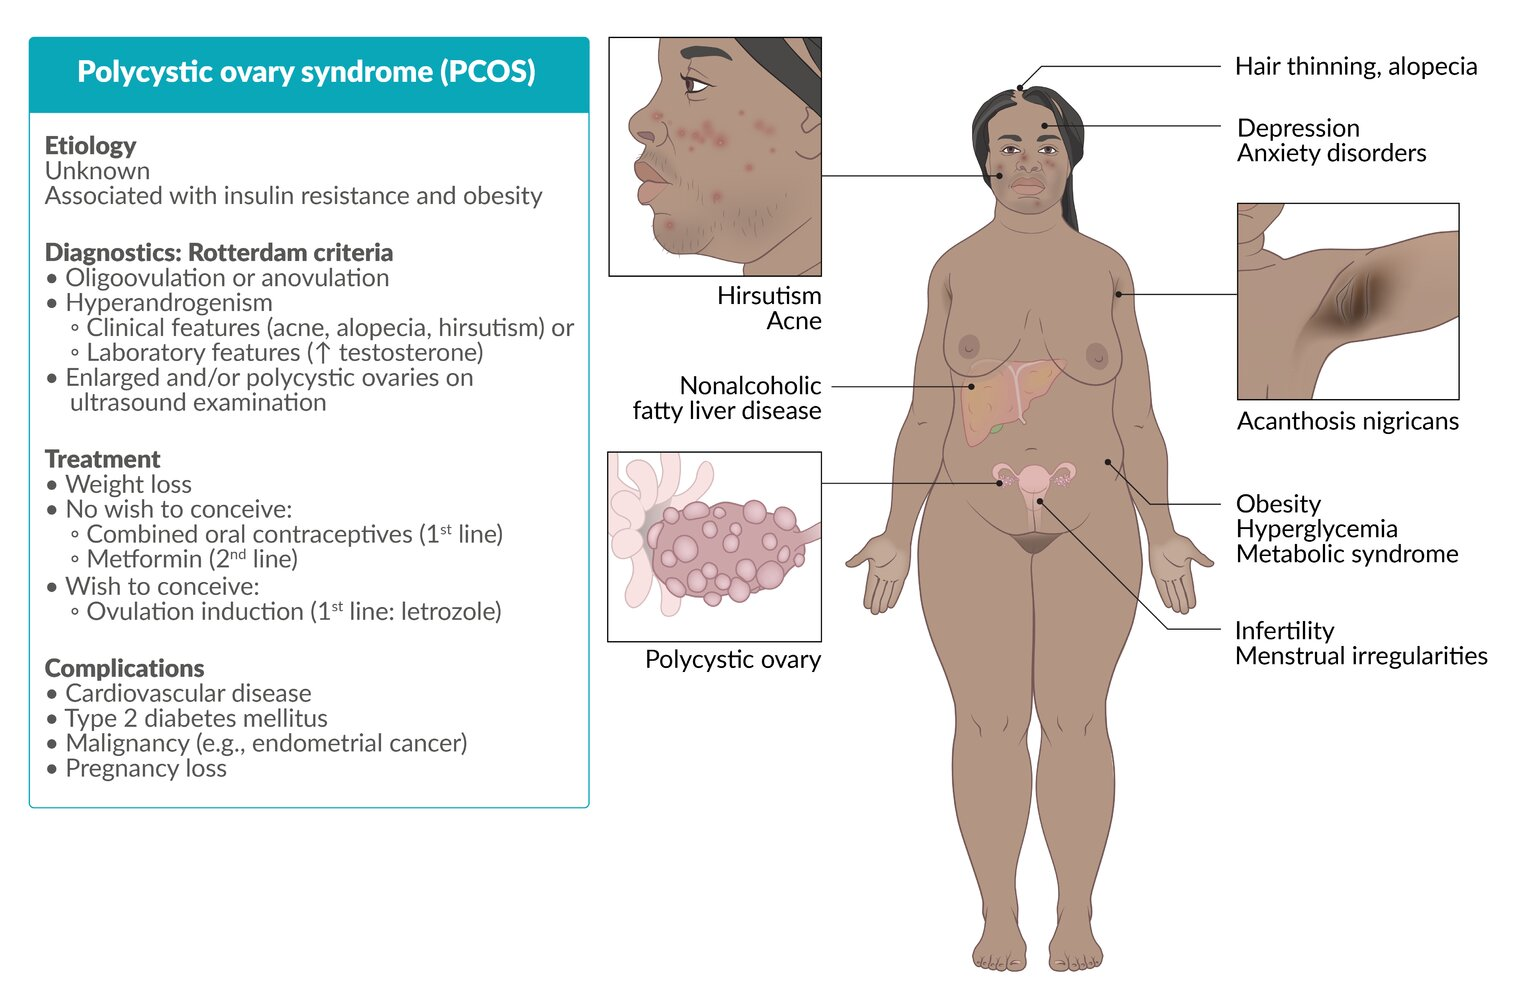 Polycystic ovary syndrome (PCOS)
Etiology
Unknown
Associated with insulin resistance and obesity
Diagnostics: Rotterdam criteria
• Oligoovulation or anovulation
• Hyperandrogenism
◦ Clinical features (acne, alopecia, hirsutism) or
◦ Laboratory features (↑ testosterone)
• Enlarged and/or polycystic ovaries on
ultrasound examination
Treatment
• Weight loss
• No wish to conceive:
◦ Combined oral contraceptives (1st line)
◦ Metformin (2nd line)
• Wish to conceive:
◦ Ovulation induction (1st line: letrozole)
Complications
• Cardiovascular disease
• Type 2 diabetes mellitus
• Malignancy (e.g., endometrial cancer)
• Pregnancy loss
Hirsutism
Acne
Nonalcoholic
fatty liver disease
Polycystic ovary
Hair thinning, alopecia
Depression
Anxiety disorders
Acanthosis nigricans
Obesity
Hyperglycemia
Metabolic syndrome
Infertility
Menstrual irregularities